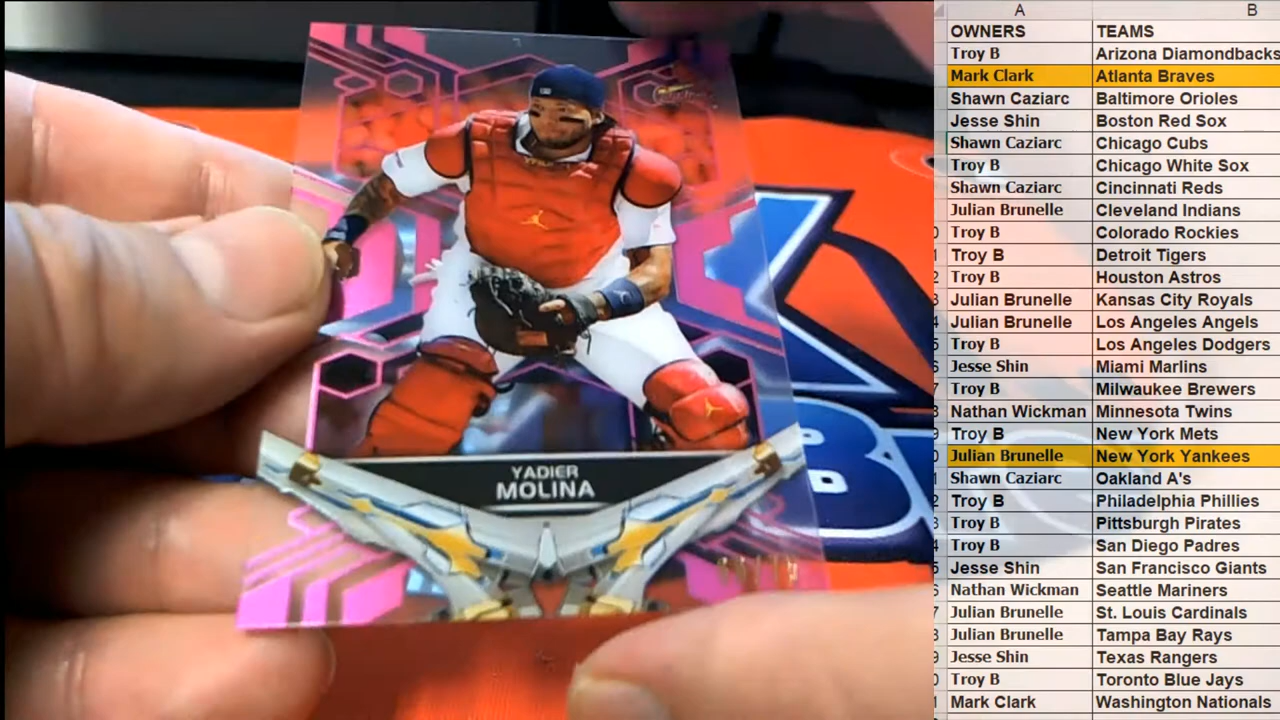 YADIER
MOLINA
A B
OWNERS TEAMS
Troy B Arizona Diamondbacks
Mark Clark Atlanta Braves
Shawn Caziarc Baltimore Orioles
Jesse Shin Boston Red Sox
Shawn Caziarc Chicago Cubs
Troy B Chicago White Sox
Shawn Caziarc Cincinnati Reds
Julian Brunelle Cleveland Indians
Troy B Colorado Rockies
Troy B Detroit Tigers
Troy B Houston Astros
Julian Brunelle Kansas City Royals
Julian Brunelle Los Angeles Angels
Troy B Los Angeles Dodgers
Jesse Shin Miami Marlins
Troy B Milwaukee Brewers
Nathan Wickman Minnesota Twins
Troy B New York Mets
Julian Brunelle New York Yankees
Shawn Caziarc Oakland A's
Troy B Philadelphia Phillies
Troy B Pittsburgh Pirates
Troy B San Diego Padres
Jesse Shin San Francisco Giants
Nathan Wickman Seattle Mariners
Julian Brunelle St. Louis Cardinals
Julian Brunelle Tampa Bay Rays
Jesse Shin Texas Rangers
Troy B Toronto Blue Jays
Mark Clark Washington Nationals